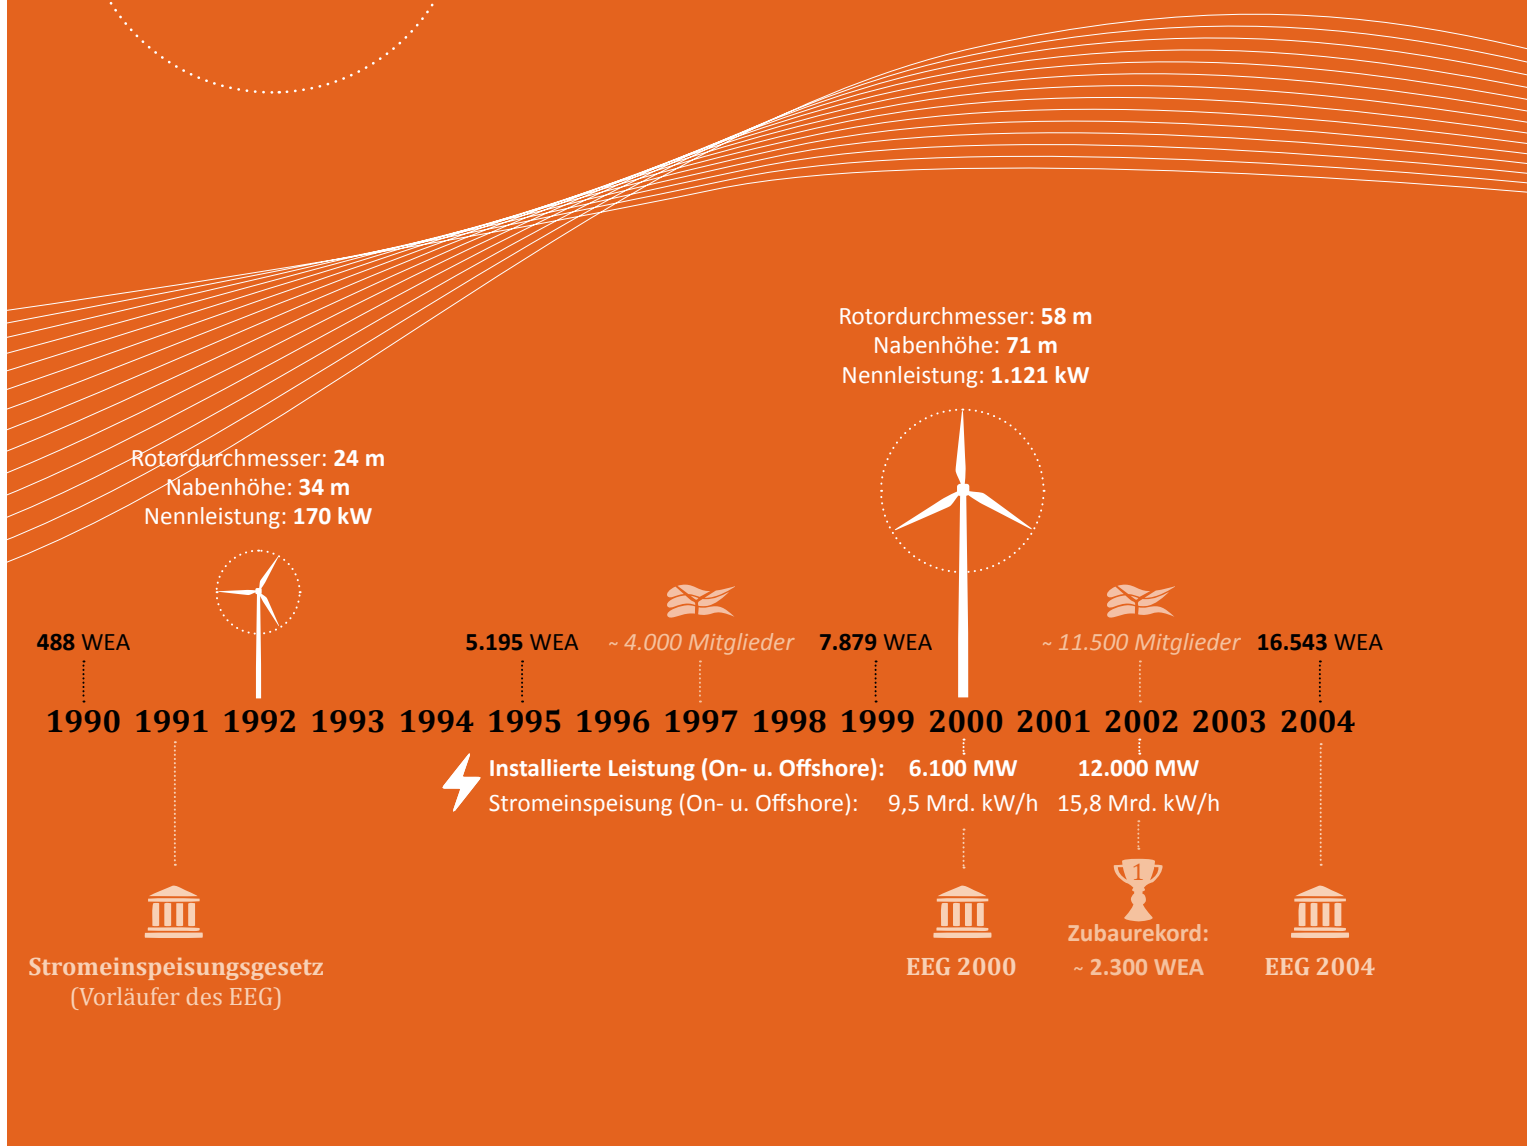 Rotordurchmesser: 58 m
Nabenhöhe: 71 m
Nennleistung: 1.121 kW
Rotordurchmesser: 24 m
Nabenhöhe: 34 m
Nennleistung: 170 kW
488 WEA
5.195 WEA
~ 4.000 Mitglieder
7.879 WEA
~ 11.500 Mitglieder
16.543 WEA
1990 1991 1992 1993 1994 1995 1996 1997 1998 1999 2000 2001 2002 2003 2004
Installierte Leistung (On- u. Offshore): 6.100 MW 12.000 MW
Stromeinspeisung (On- u. Offshore): 9,5 Mrd. kW/h 15,8 Mrd. kW/h
Stromeinspeisungsgesetz
(Vorläufer des EEG)
EEG 2000
1
Zubaurekord:
~ 2.300 WEA
EEG 2004